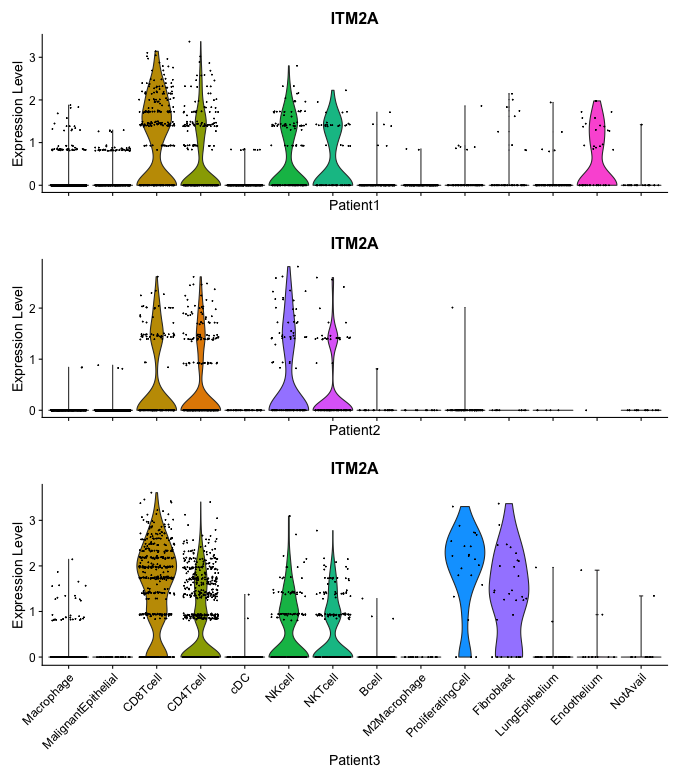 ITM2A
Expression Level
3
2
1
0
Patient1
ITM2A
Expression Level
2
1
0
Patient2
ITM2A
Expression Level
3
2
1
0
Macrophage
MalignantEpithelial
CD8Tcell
CD4Tcell
cDC
NKcell
NKTcell
Bcell
M2Macrophage
ProliferatingCell
Fibroblast
LungEpithelium
Endothelium
NotAvail
Patient3